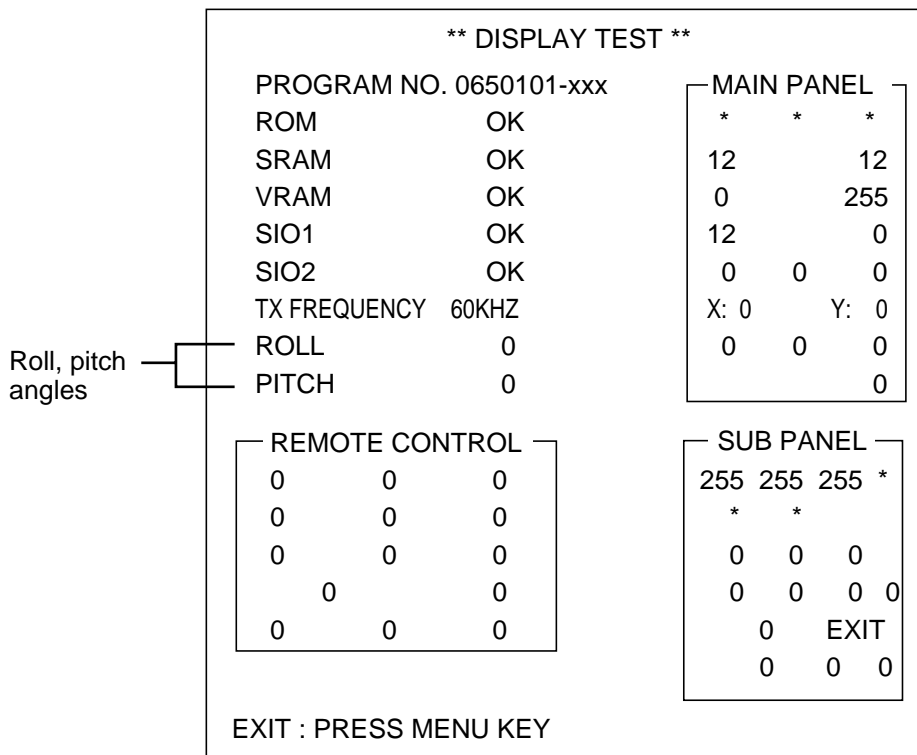 ** DISPLAY TEST **
PROGRAM NO. 0650101-xxx
ROM OK
SRAM OK
VRAM OK
SIO1 OK
SIO2 OK
TX FREQUENCY 60KHZ
Roll, pitch
angles
ROLL 0
PITCH 0
MAIN PANEL
* * *
12 12
0 255
12 0
0 0 0
X: 0 Y: 0
0 0 0
0
REMOTE CONTROL
0 0 0
0 0 0
0 0 0
0 0
0 0 0
SUB PANEL
255 255 255 *
* *
0 0 0
0 0 0 0
0 EXIT
0 0 0
EXIT : PRESS MENU KEY